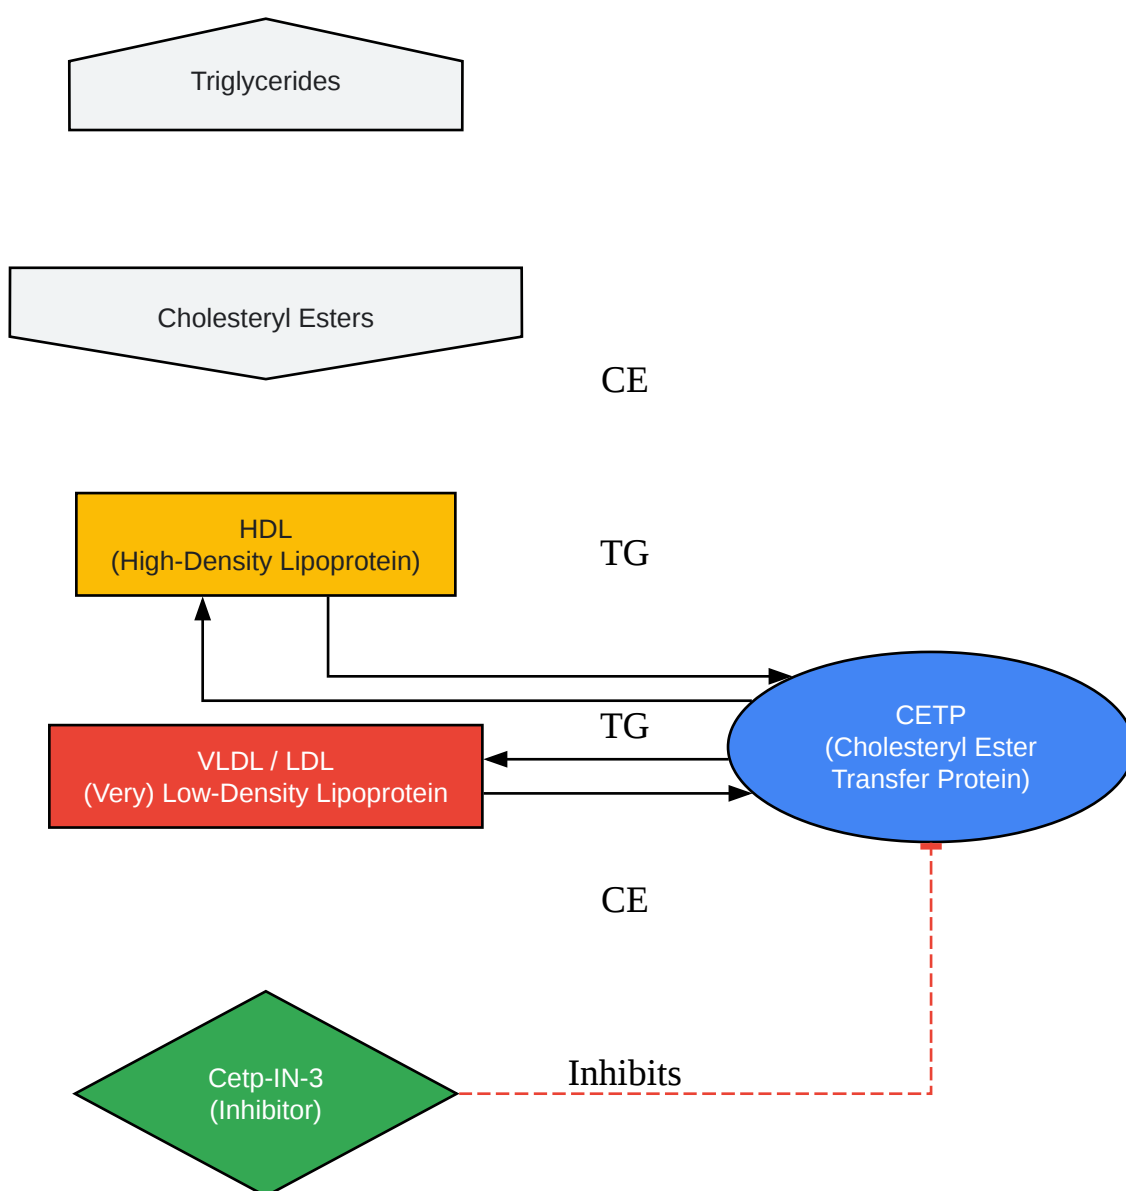 Triglycerides
Cholesteryl Esters
CE
HDL
(High-Density Lipoprotein)
TG
CETP
(Cholesteryl Ester
Transfer Protein)
TG
VLDL / LDL
(Very) Low-Density Lipoprotein
CE
Inhibits
Cetp-IN-3
(Inhibitor)